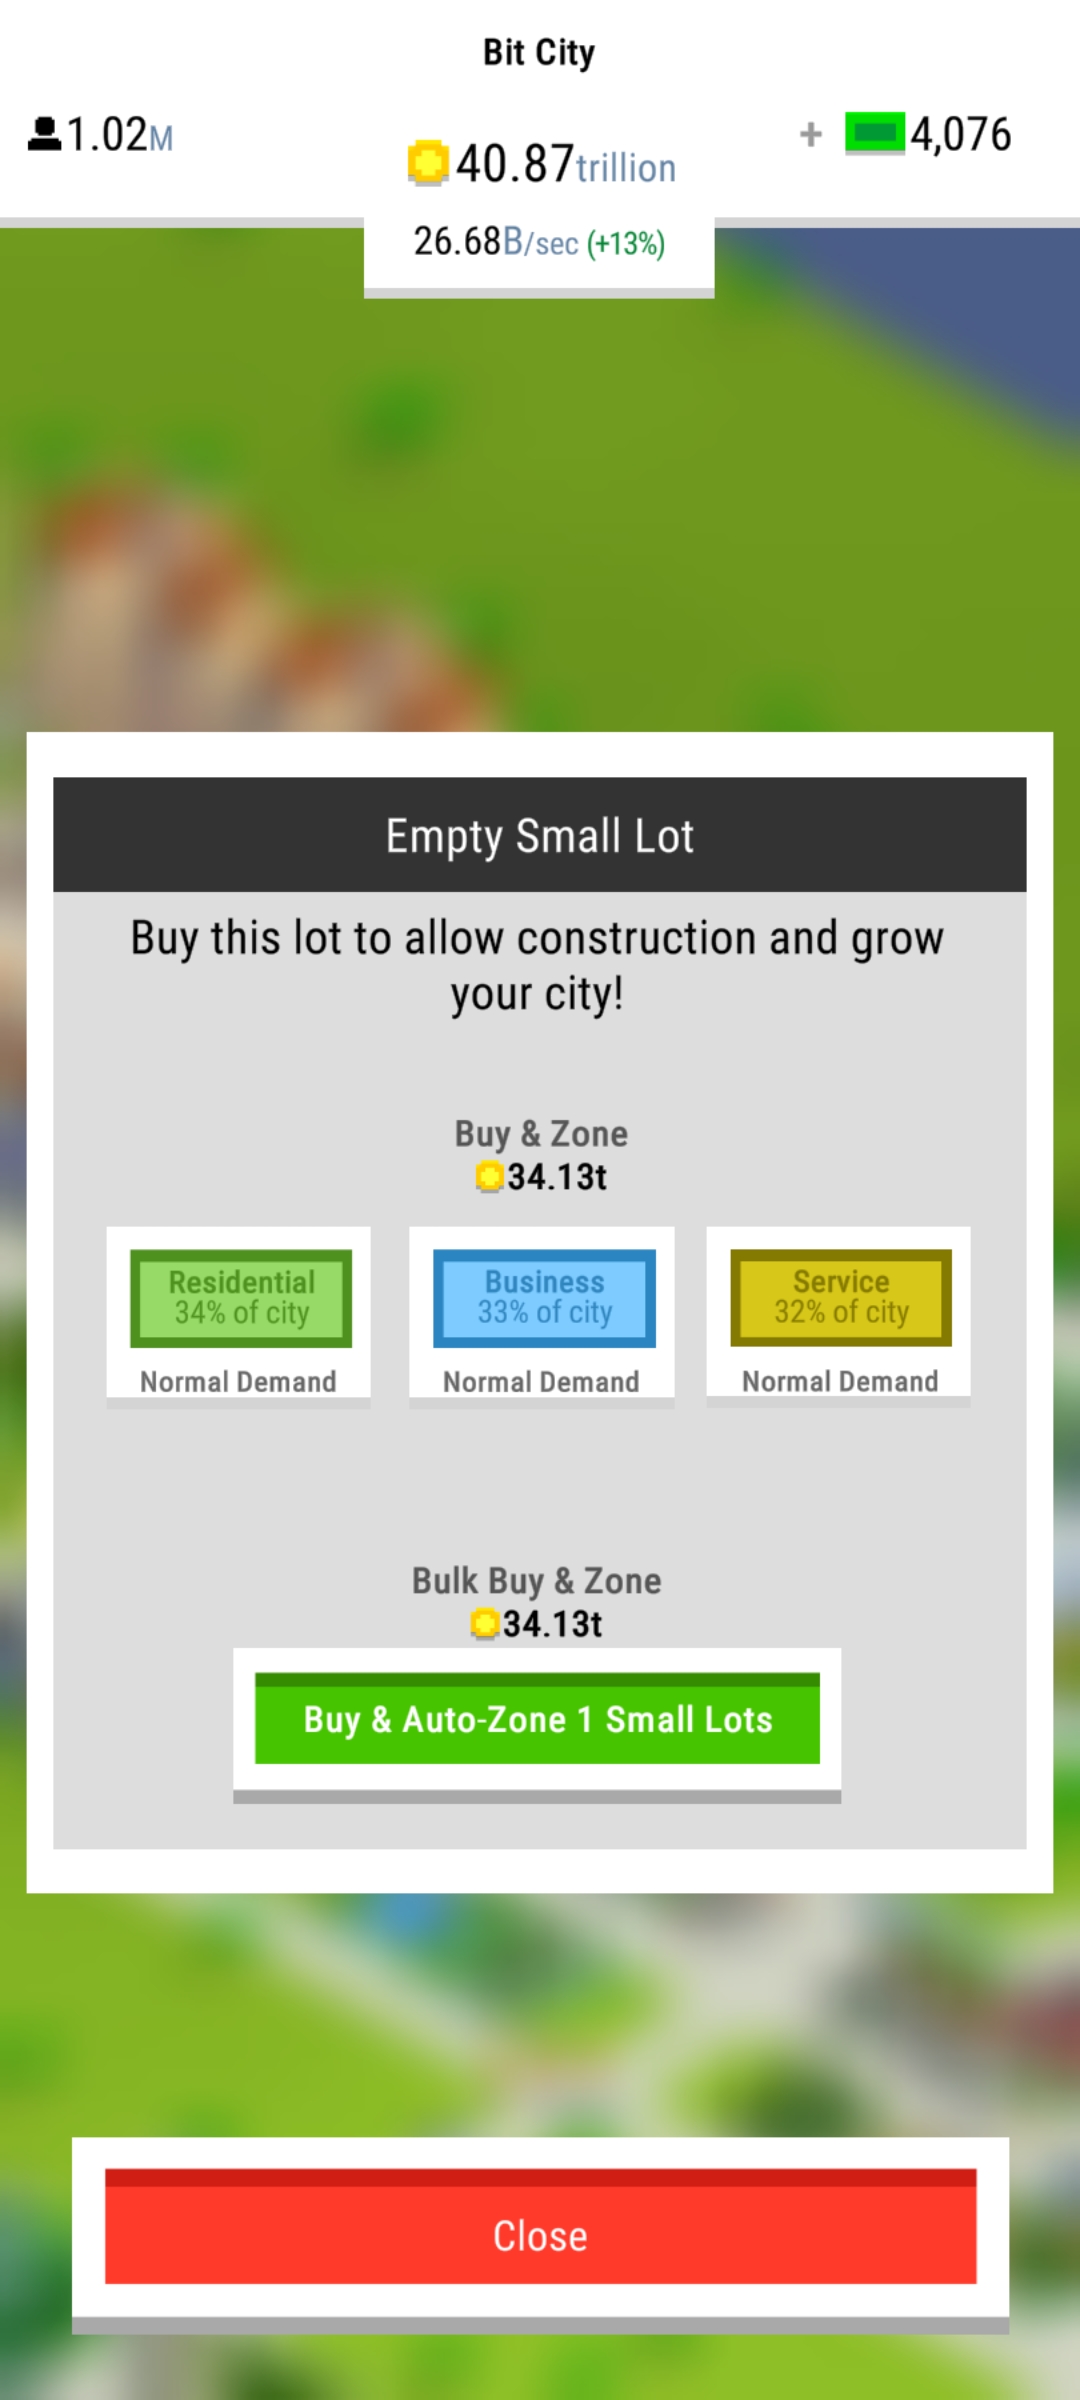 Bit City
1.02M
40.87trillion
+ 4,076
26.68B/sec (+13%)
Empty Small Lot
Buy this lot to allow construction and grow
your city!
Buy & Zone
34.13t
Residential
34% of city
Normal Demand
Business
33% of city
Normal Demand
Service
32% of city
Normal Demand
Bulk Buy & Zone
34.13t
Buy & Auto-Zone 1 Small Lots
Close